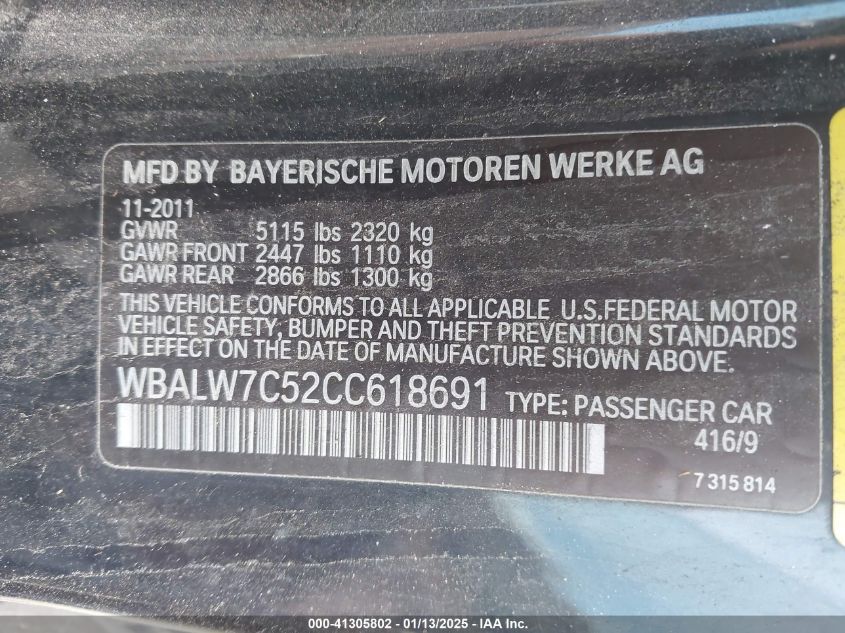 MFD BY BAYERISCHE MOTOREN WERKE AG
11-2011
GVWR 5115 lbs 2320 kg
GAWR FRONT 2447 lbs 1110 kg
GAWR REAR 2866 lbs 1300 kg
THIS VEHICLE CONFORMS TO ALL APPLICABLE U.S.FEDERAL MOTOR
VEHICLE SAFETY, BUMPER AND THEFT PREVENTION STANDARDS
IN EFFECT ON THE DATE OF MANUFACTURE SHOWN ABOVE.
WBALW7C52CC618691 TYPE: PASSENGER CAR
416/9
7 315 814
000-41305802 - 01/13/2025 - IAA Inc.